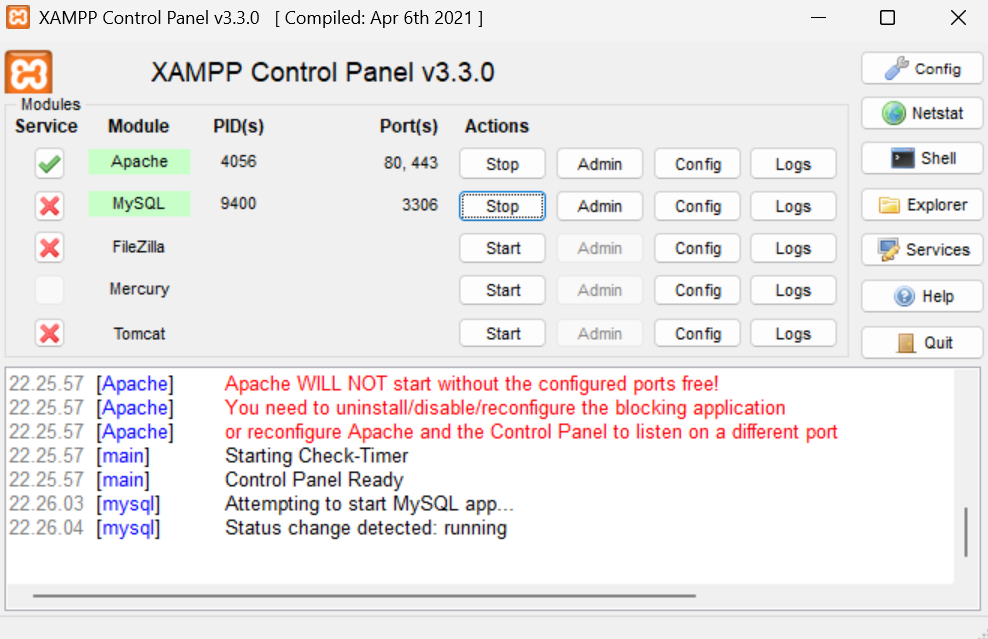 XAMPP Control Panel v3.3.0 [ Compiled: Apr 6th 2021 ]
XAMPP Control Panel v3.3.0
Config
Modules
Service Module PID(s) Port(s) Actions
Netstat
Apache 4056 80, 443 Stop Admin Config Logs
Shell
MySQL 9400 3306 Stop Admin Config Logs
Explorer
FileZilla Start Admin Config Logs
Services
Mercury Start Admin Config Logs
Help
Tomcat Start Admin Config Logs
Quit
22.25.57 [Apache] Apache WILL NOT start without the configured ports free!
22.25.57 [Apache] You need to uninstall/disable/reconfigure the blocking application
22.25.57 [Apache] or reconfigure Apache and the Control Panel to listen on a different port
22.25.57 [main] Starting Check-Timer
22.25.57 [main] Control Panel Ready
22.26.03 [mysql] Attempting to start MySQL app...
22.26.04 [mysql] Status change detected: running